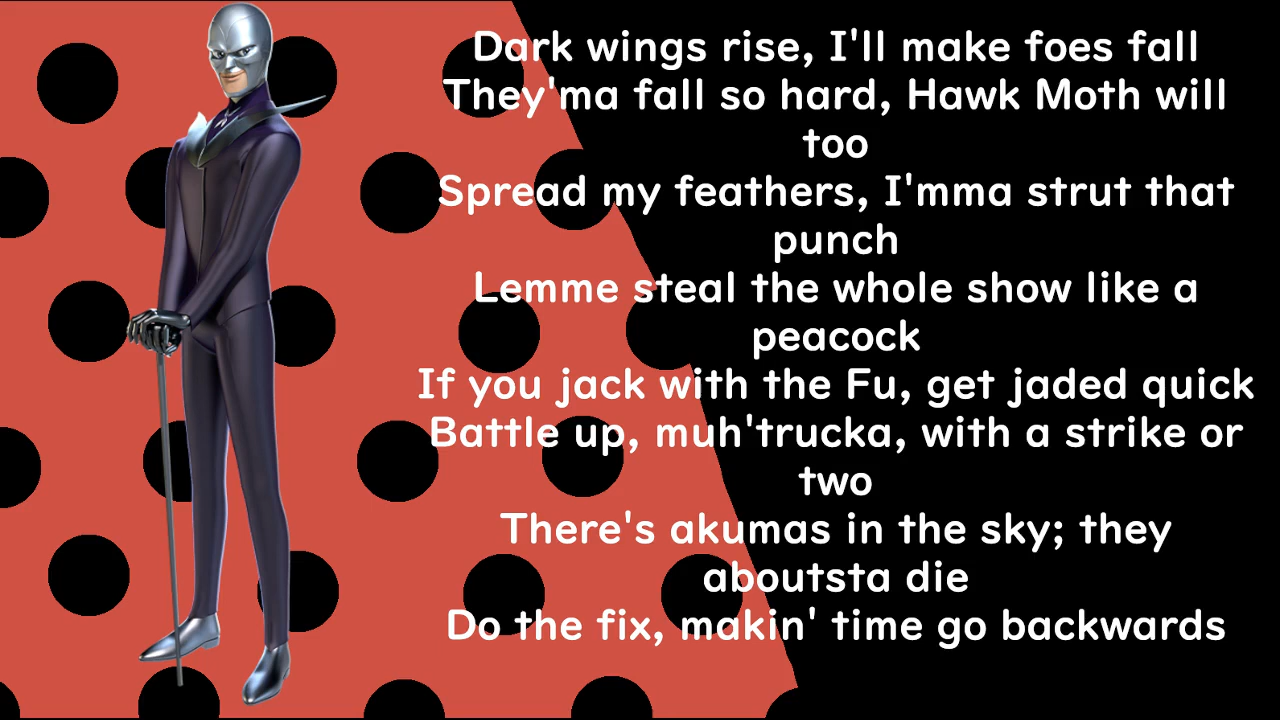 Dark wings rise, I'll make foes fall
They'ma fall so hard, Hawk Moth will
too
Spread my feathers, I'mma strut that
punch
Lemme steal the whole show like a
peacock
If you jack with the Fu, get jaded quick
Battle up, muh'trucka, with a strike or
two
There's akumas in the sky; they
aboutsta die
Do the fix, makin' time go backwards